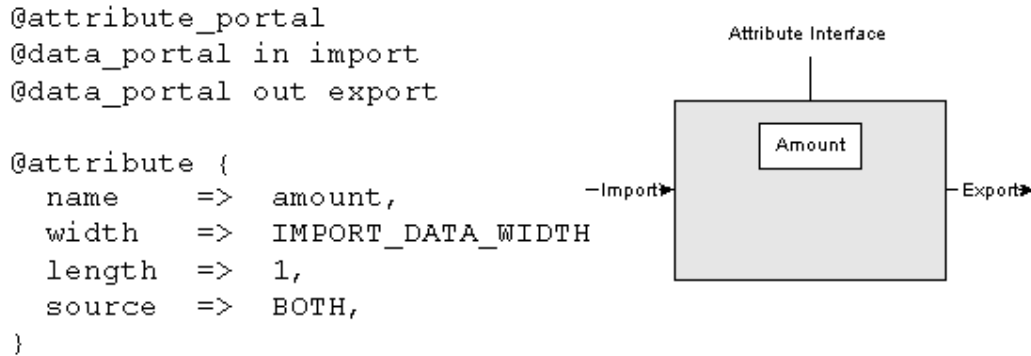 @attribute_portal
@data_portal in import
@data_portal out export
@attribute {
name => amount,
width => IMPORT_DATA_WIDTH
length => 1,
source => BOTH,
}
Attribute Interface
Amount
Import
Export